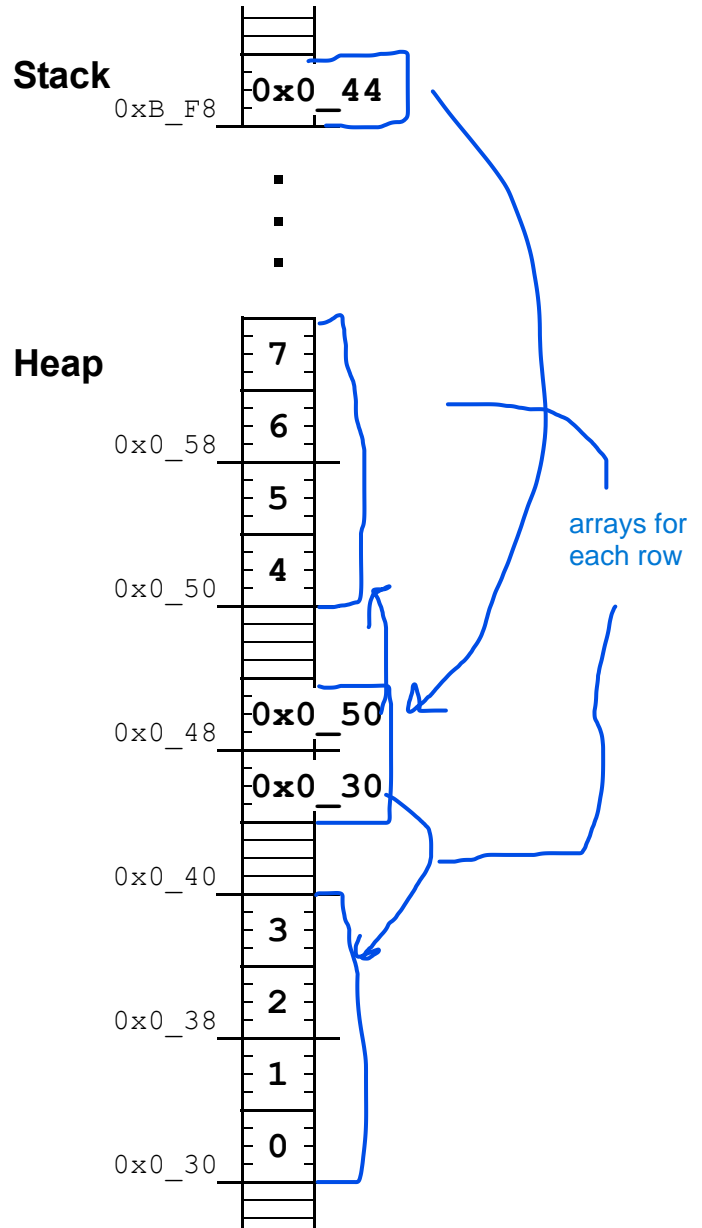 Stack
0x0_44
0xB_F8
Heap
7
6
0x0_58
5
arrays for
each row
4
0x0_50
0x0_50
0x0_48
0x0_30
0x0_40
3
2
0x0_38
1
0
0x0_30